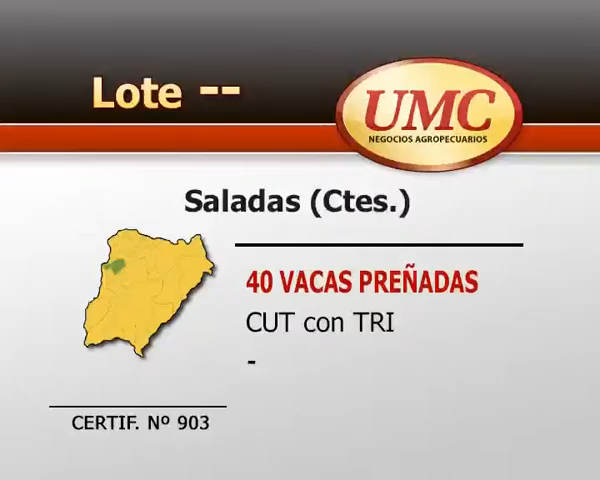 Lote --
UMC
NEGOCIOS AGROPECUARIOS
Saladas (Ctes.)
40 VACAS PREÑADAS
CUT con TRI
-
CERTIF. Nº 903